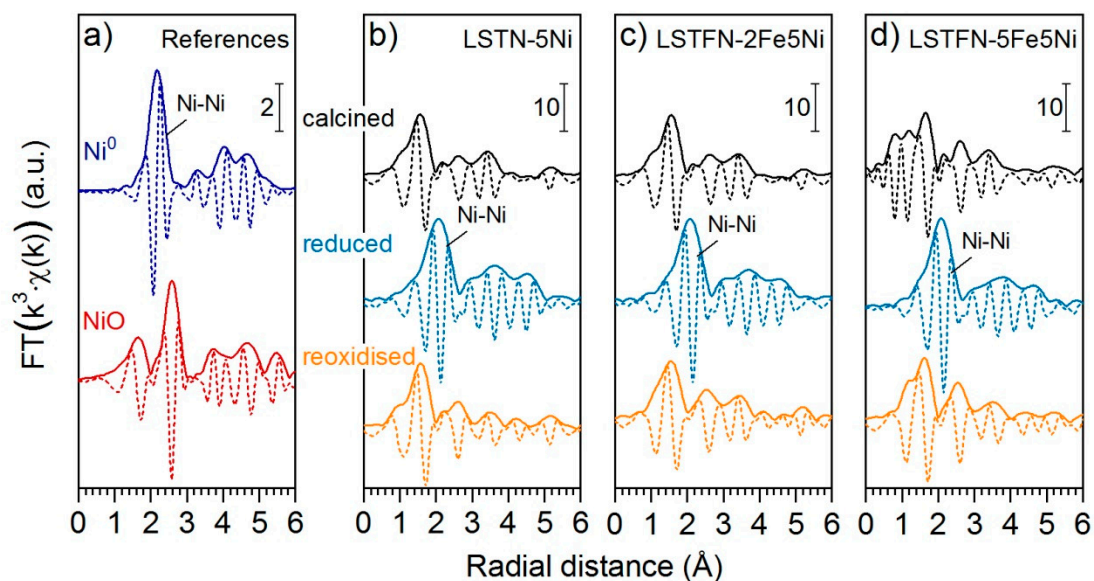 a) References
2
Ni-Ni
Ni⁰
NiO
b) LSTN-5Ni
10
calcined
Ni-Ni
reduced
reoxidised
c) LSTFN-2Fe5Ni
10
Ni-Ni
d) LSTFN-5Fe5Ni
10
Ni-Ni
FT(k³·χ(k)) (a.u.)
0 1 2 3 4 5 6
0 1 2 3 4 5 6
0 1 2 3 4 5 6
0 1 2 3 4 5 6
Radial distance (Å)